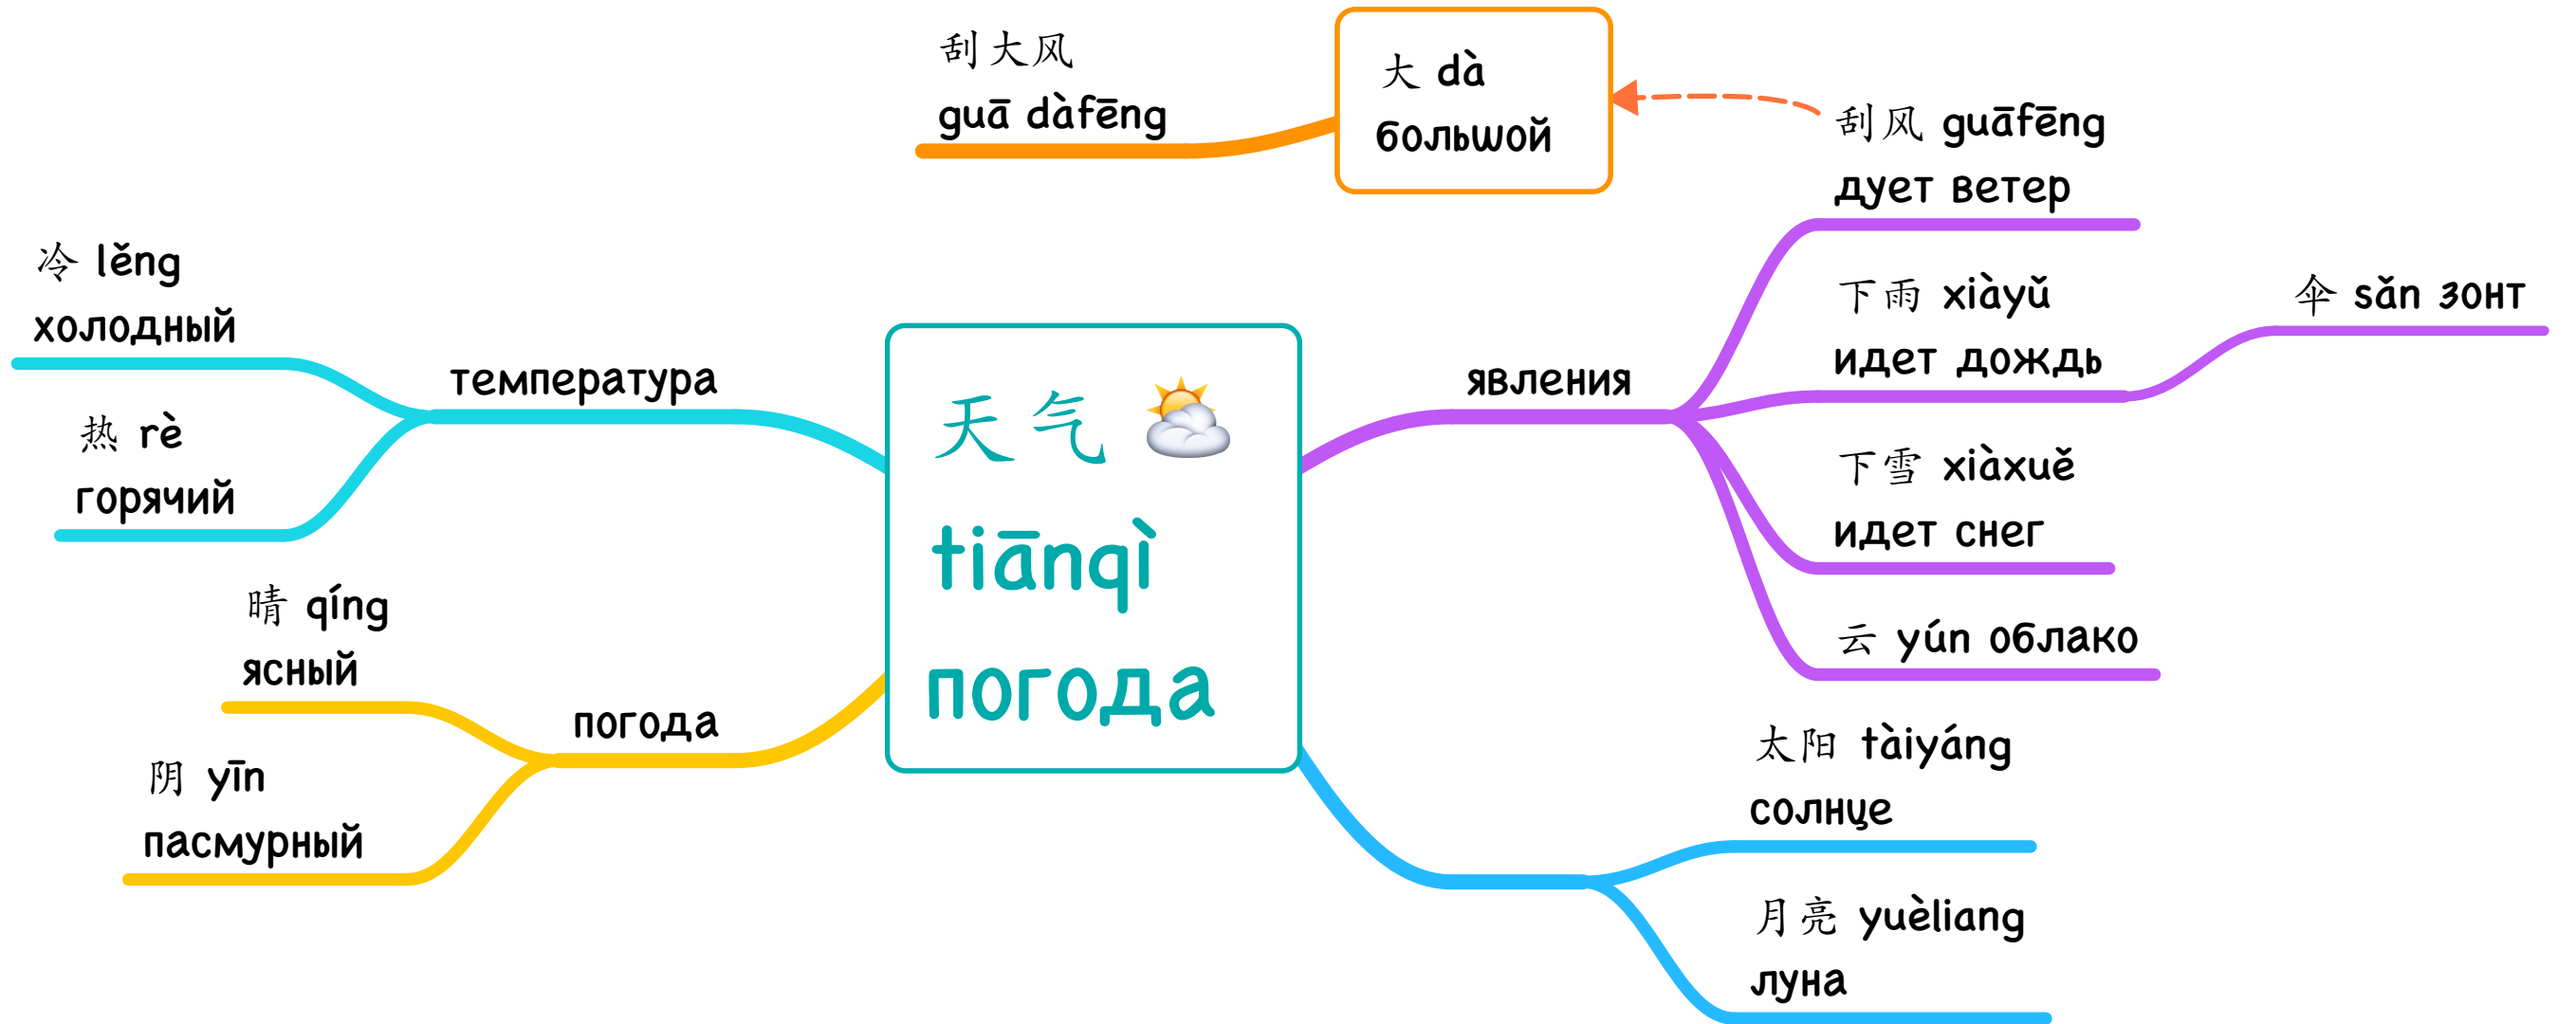 刮大风
guā dàfēng
大 dà
большой
刮风 guāfēng
дует ветер
下雨 xiàyǔ
идет дождь
伞 sǎn зонт
下雪 xiàxuě
идет снег
云 yún облако
явления
冷 lěng
холодный
热 rè
горячий
температура
天气
tiānqì
погода
晴 qíng
ясный
阴 yīn
пасмурный
погода
太阳 tàiyáng
солнце
月亮 yuèliang
луна